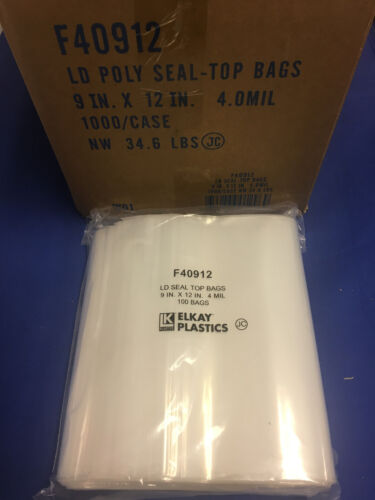 F40912
LD POLY SEAL-TOP BAGS
9 IN. X 12 IN. 4.0MIL
1000/CASE
NW 34.6 LBS JC
F40912
LD SEAL TOP BAGS
9 IN. X 12 IN. 4 MIL
100 BAGS
EK ELKAY
PLASTICS JC